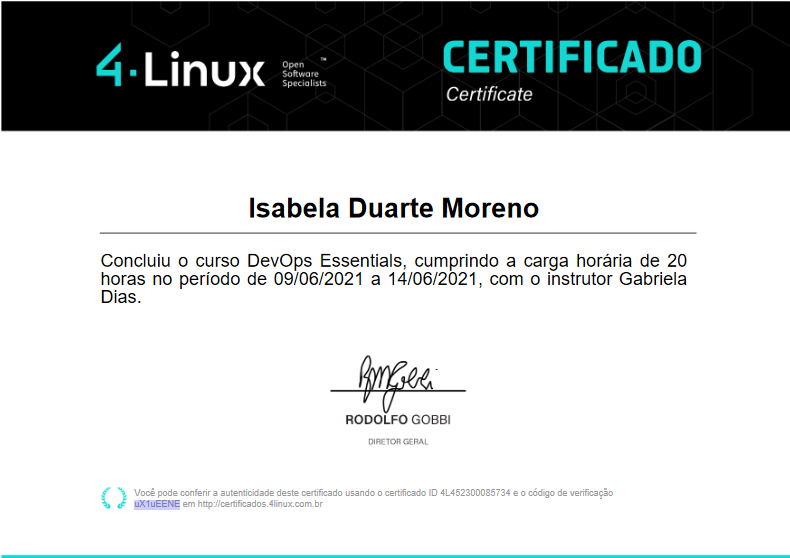 4.Linux
Open
Software
Specialists
™
CERTIFICADO
Certificate
Isabela Duarte Moreno
Concluiu o curso DevOps Essentials, cumprindo a carga horária de 20
horas no período de 09/06/2021 a 14/06/2021, com o instrutor Gabriela
Dias.
RODOLFO GOBBI
DIRETOR GERAL
Você pode conferir a autenticidade deste certificado usando o certificado ID 4L452300085734 e o código de verificação
uX1uEENE em http://certificados.4linux.com.br